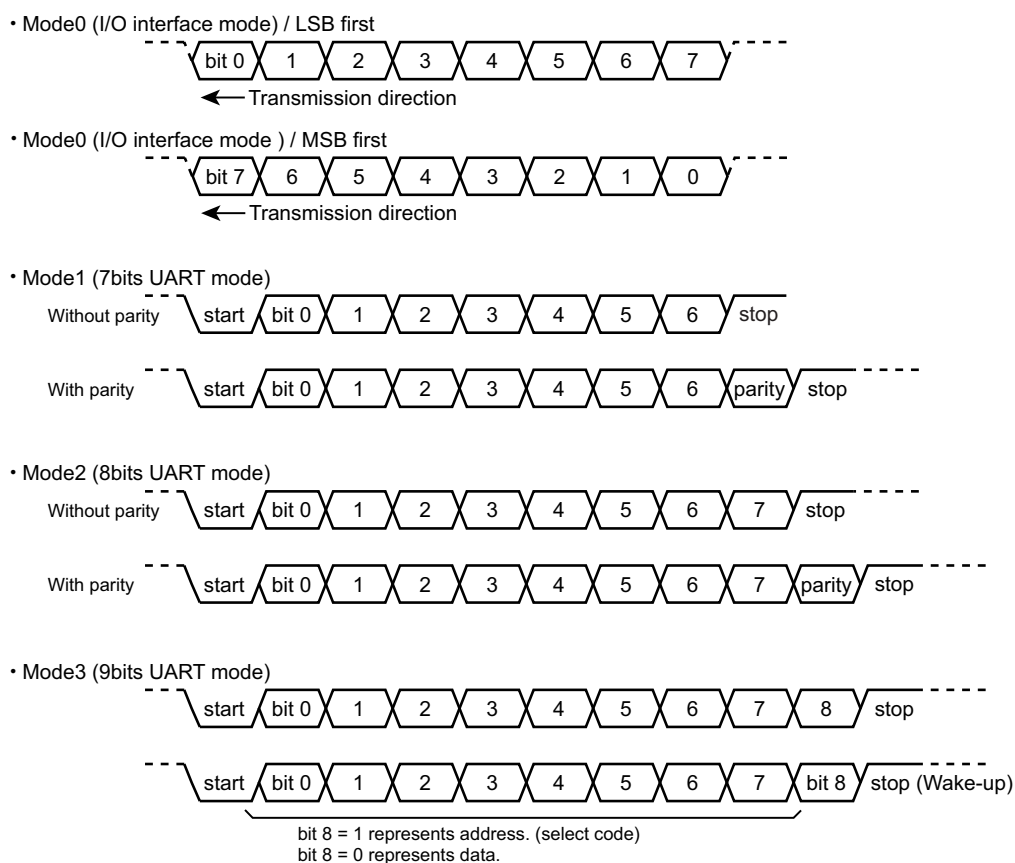 ・Mode0 (I/O interface mode) / LSB first
bit 0 1 2 3 4 5 6 7
Transmission direction
・Mode0 (I/O interface mode ) / MSB first
bit 7 6 5 4 3 2 1 0
Transmission direction
・Mode1 (7bits UART mode)
Without parity start bit 0 1 2 3 4 5 6 stop
With parity start bit 0 1 2 3 4 5 6 parity stop
・Mode2 (8bits UART mode)
Without parity start bit 0 1 2 3 4 5 6 7 stop
With parity start bit 0 1 2 3 4 5 6 7 parity stop
・Mode3 (9bits UART mode)
start bit 0 1 2 3 4 5 6 7 8 stop
start bit 0 1 2 3 4 5 6 7 bit 8 stop (Wake-up)
bit 8 = 1 represents address. (select code)
bit 8 = 0 represents data.